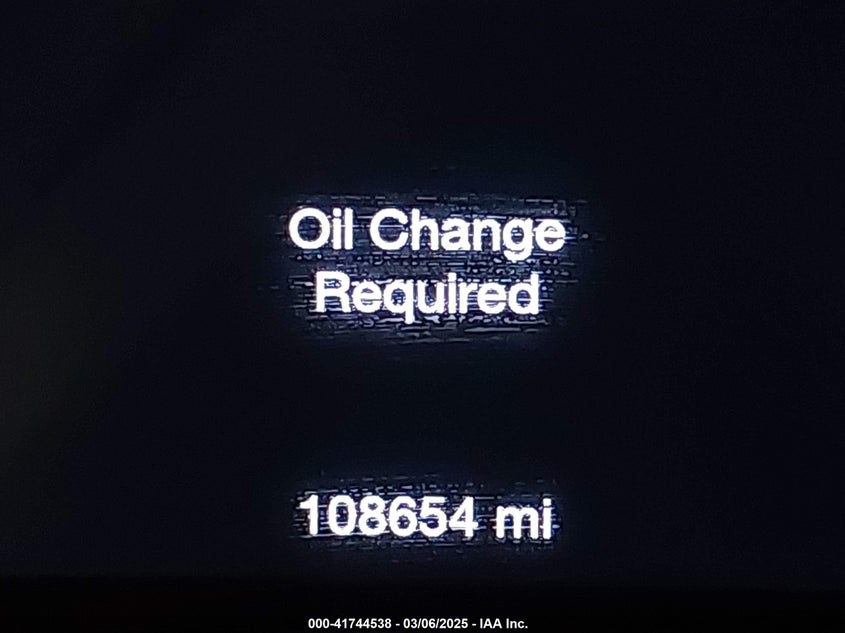 Oil Change
Required
108654 mi
000-41744538 - 03/06/2025 - IAA Inc.